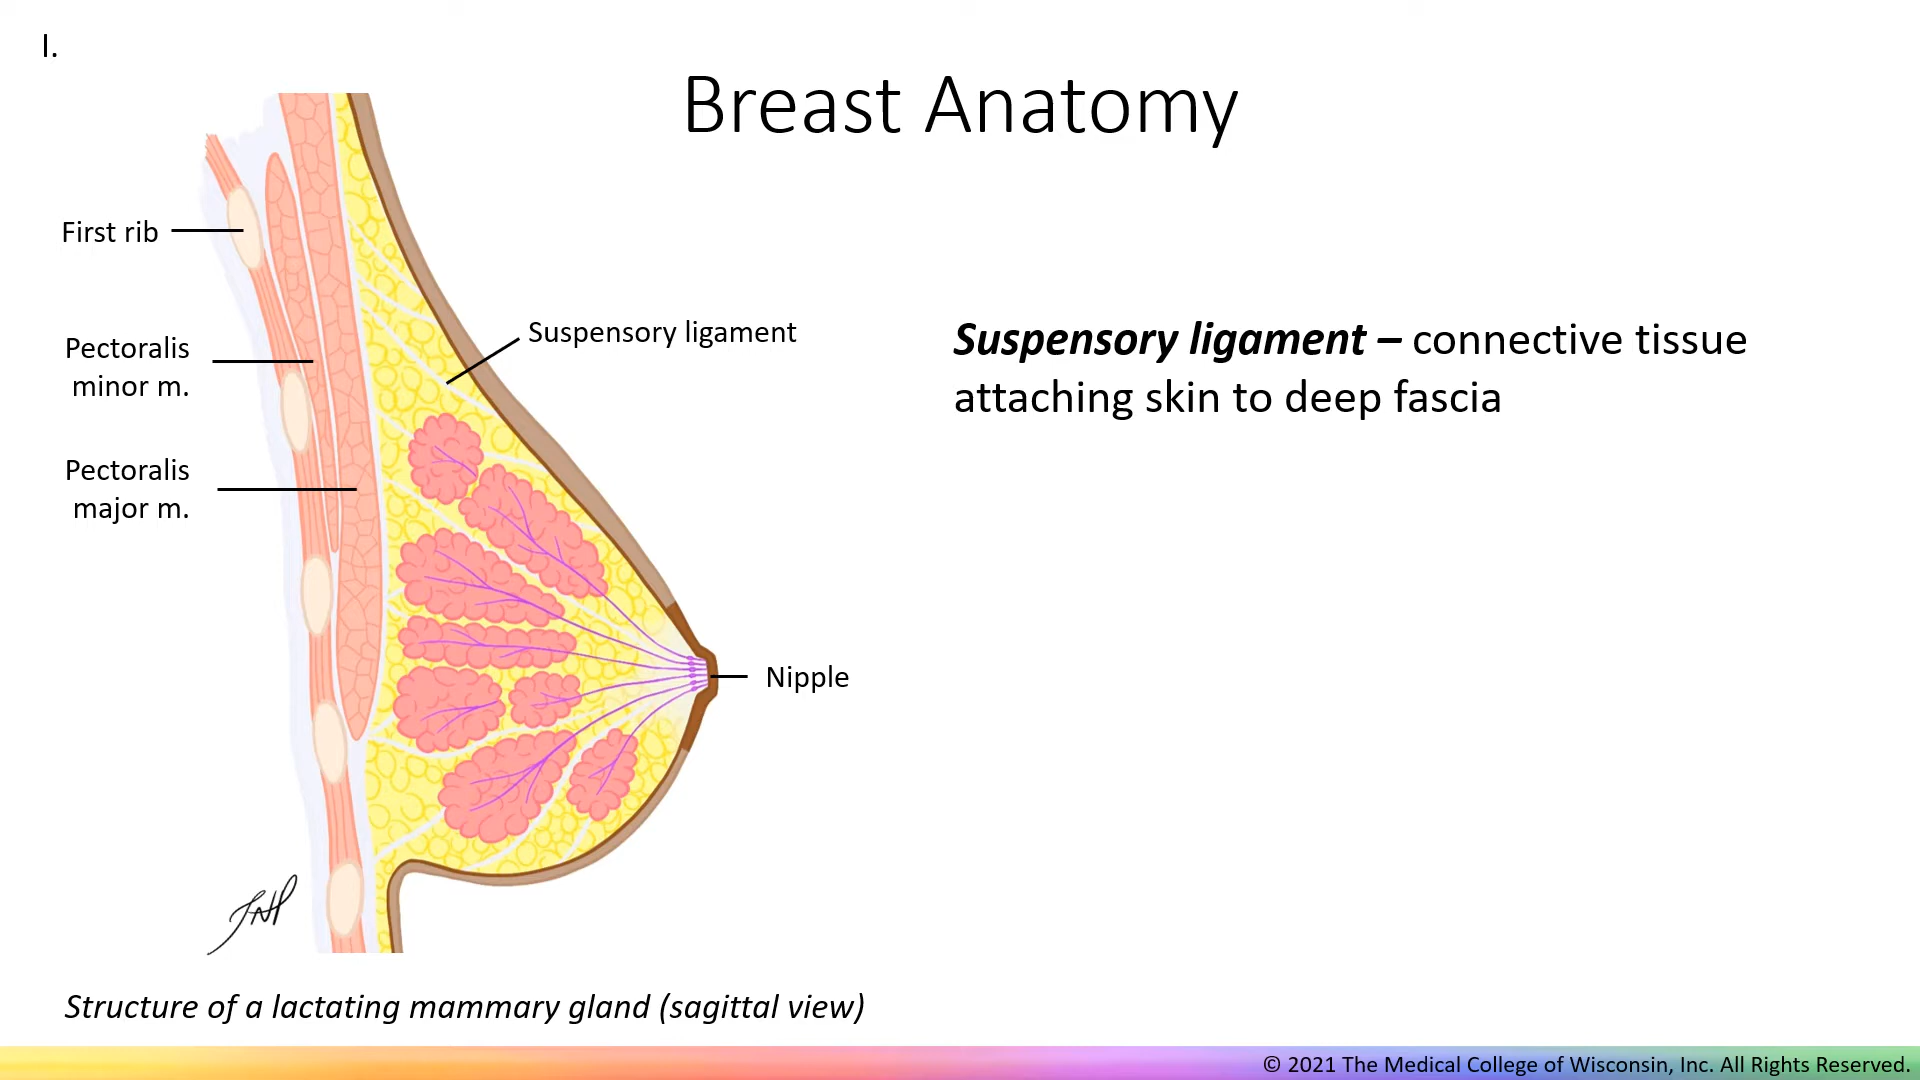 I.
Breast Anatomy
First rib
Pectoralis
minor m.
Pectoralis
major m.
Suspensory ligament
Nipple
Suspensory ligament – connective tissue
attaching skin to deep fascia
Structure of a lactating mammary gland (sagittal view)
© 2021 The Medical College of Wisconsin, Inc. All Rights Reserved.